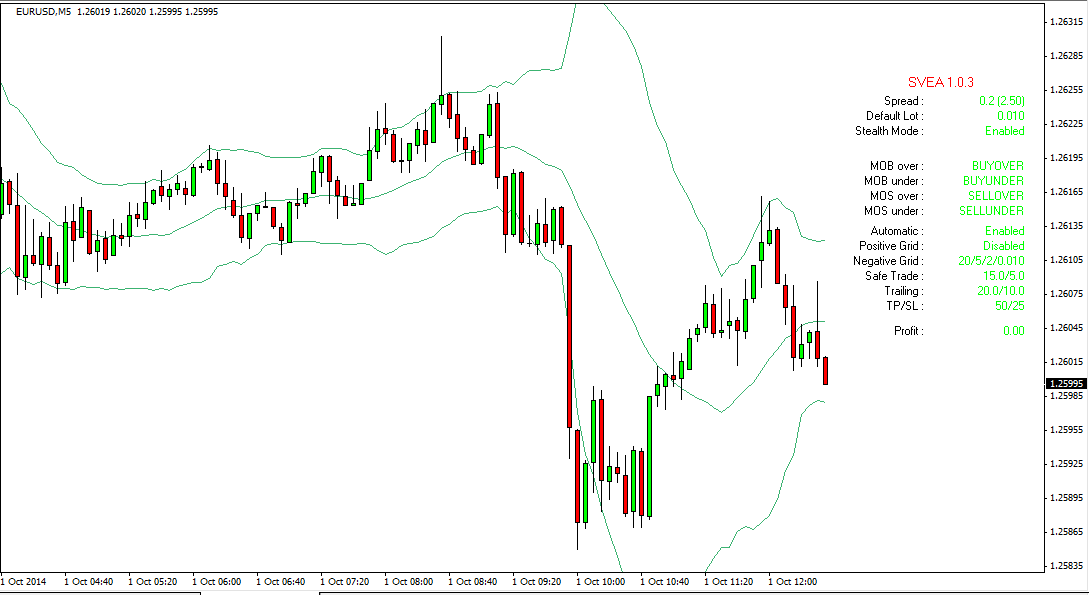 EURUSD,M5 1.26019 1.26020 1.25995 1.25995
1.26315
1.26285
1.26255
1.26225
1.26195
1.26165
1.26135
1.26105
1.26075
1.26045
1.26015
1.25995
1.25985
1.25955
1.25925
1.25895
1.25865
1.25835
SVEA 1.0.3
Spread : 0.2 (2.50)
Default Lot : 0.010
Stealth Mode : Enabled
MOB over : BUYOVER
MOB under : BUYUNDER
MOS over : SELLOVER
MOS under : SELLUNDER
Automatic : Enabled
Positive Grid : Disabled
Negative Grid : 20/5/2/0.010
Safe Trade : 15.0/5.0
Trailing : 20.0/10.0
TP/SL : 50/25
Profit : 0.00
1 Oct 2014 1 Oct 04:40 1 Oct 05:20 1 Oct 06:00 1 Oct 06:40 1 Oct 07:20 1 Oct 08:00 1 Oct 08:40 1 Oct 09:20 1 Oct 10:00 1 Oct 10:40 1 Oct 11:20 1 Oct 12:00